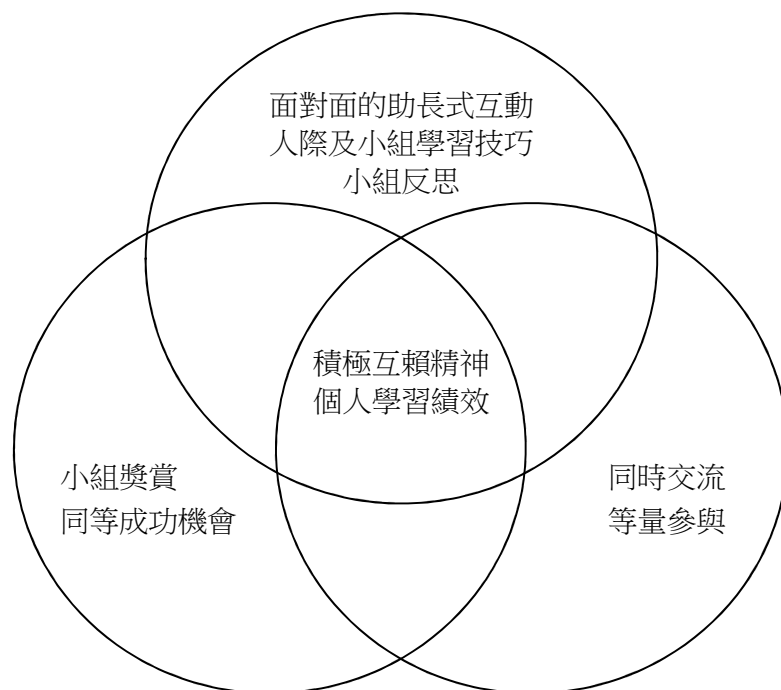 面對面的助長式互動
人際及小組學習技巧
小組反思
積極互賴精神
個人學習績效
小組獎賞
同等成功機會
同時交流
等量參與